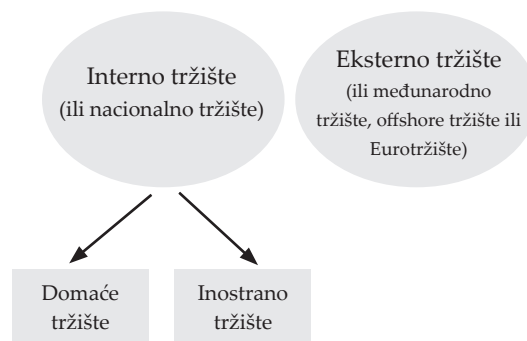 Interno tržište
(ili nacionalno tržište)
Eksterno tržište
(ili međunarodno
tržište, offshore tržište ili
Eurotržište)
Domaće
tržište
Inostrano
tržište